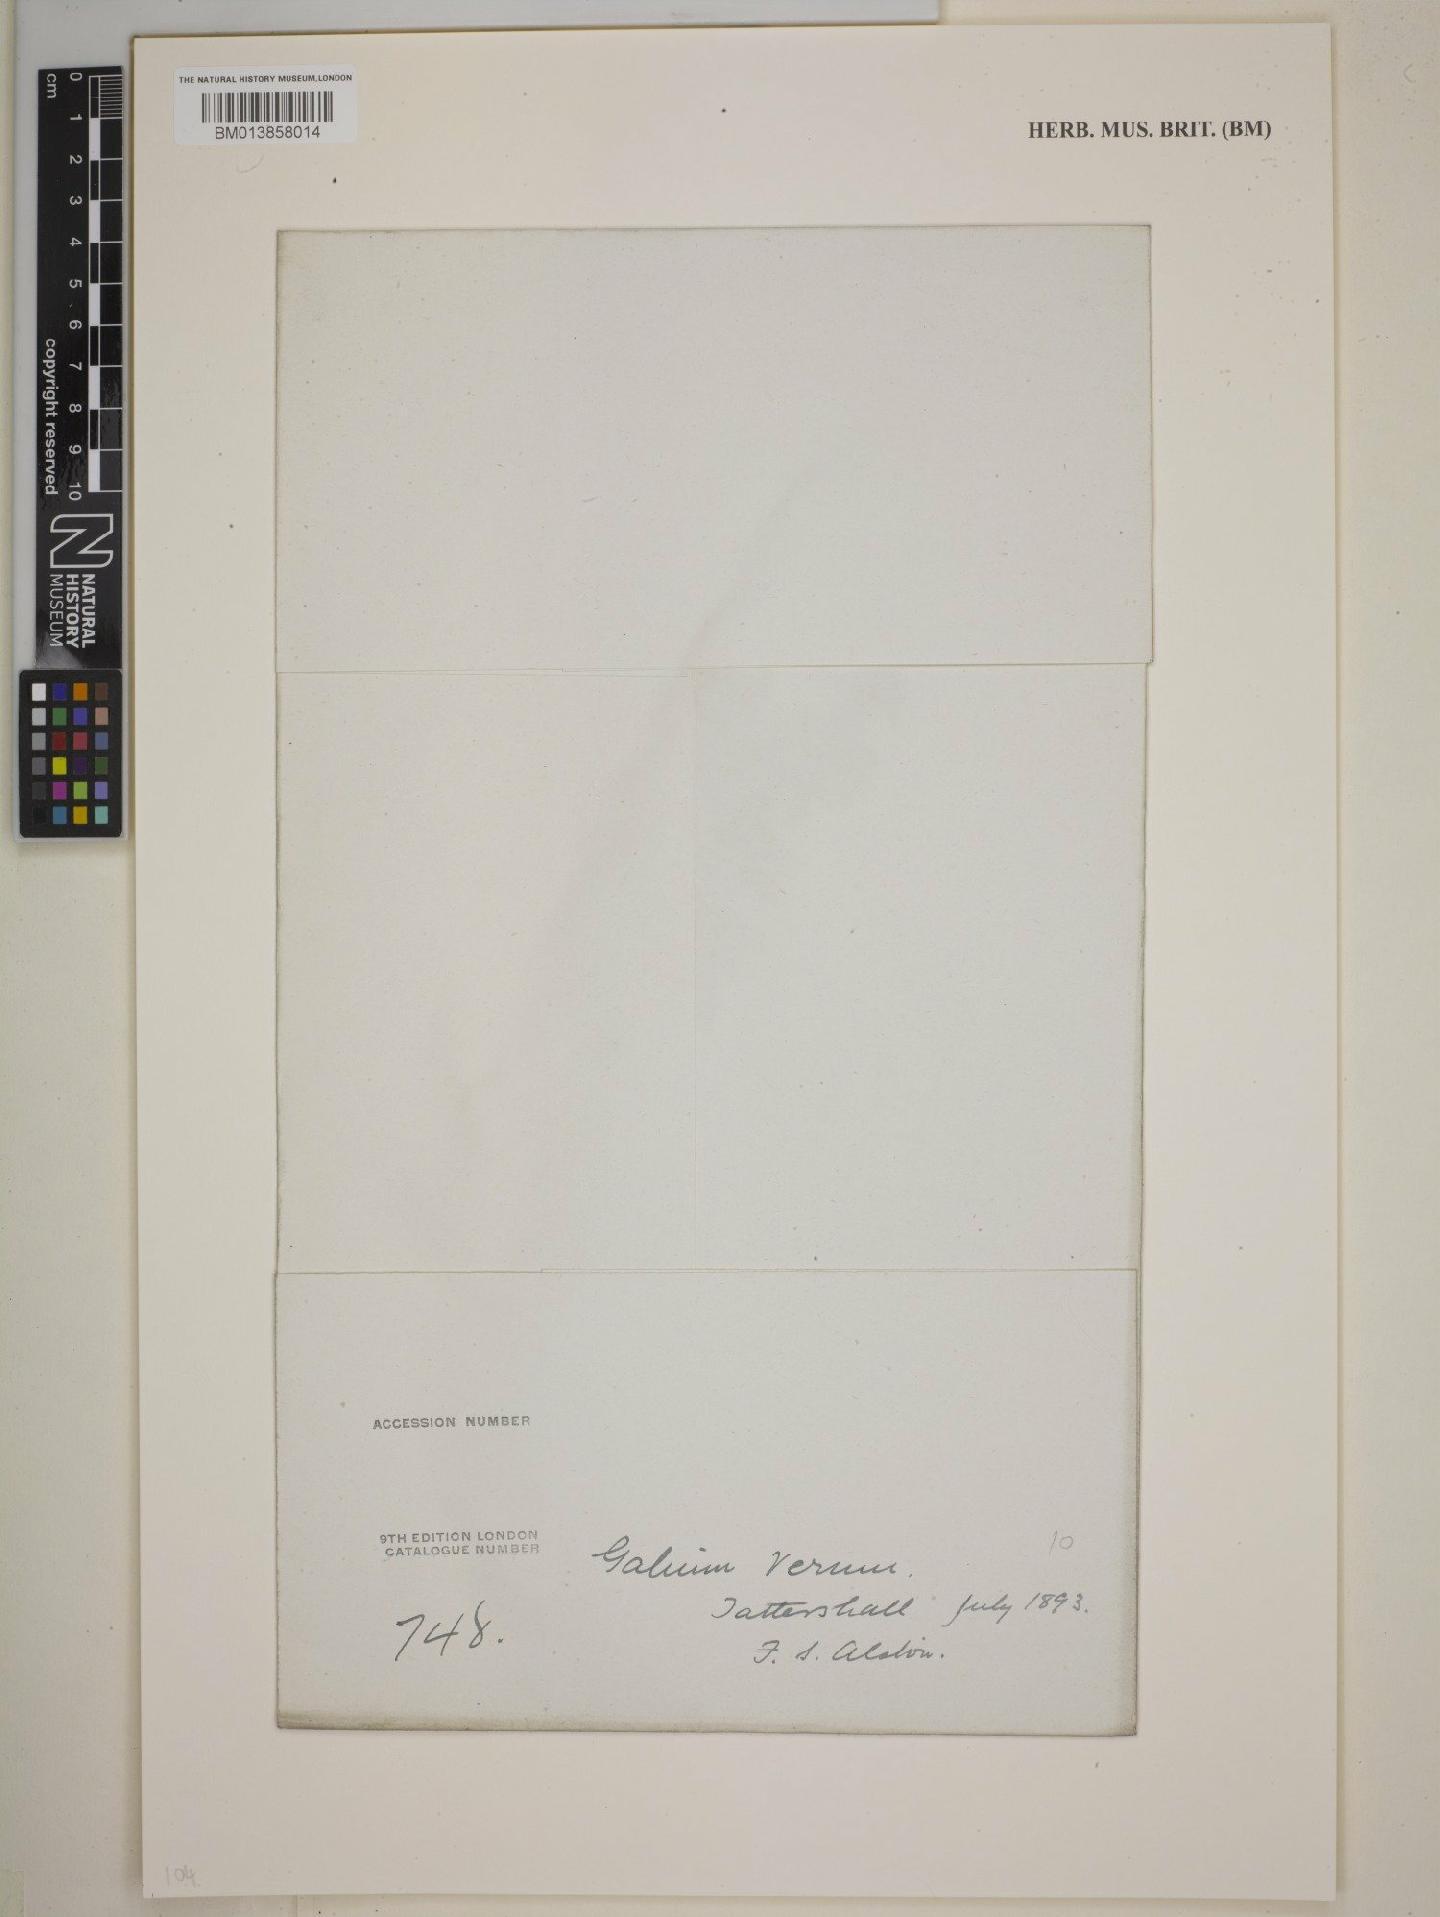 THE NATURAL HISTORY MUSEUM, LONDON
BM013858014
HERB. MUS. BRIT. (BM)
cm 0 1 2 3 4 5 6 7 8 9 10
copyright reserved
NATURAL
HISTORY
MUSEUM
ACCESSION NUMBER
9TH EDITION LONDON
CATALOGUE NUMBER
748.
10
Galium Verum.
Tattershall July 1893.
F. S. Alston.
104